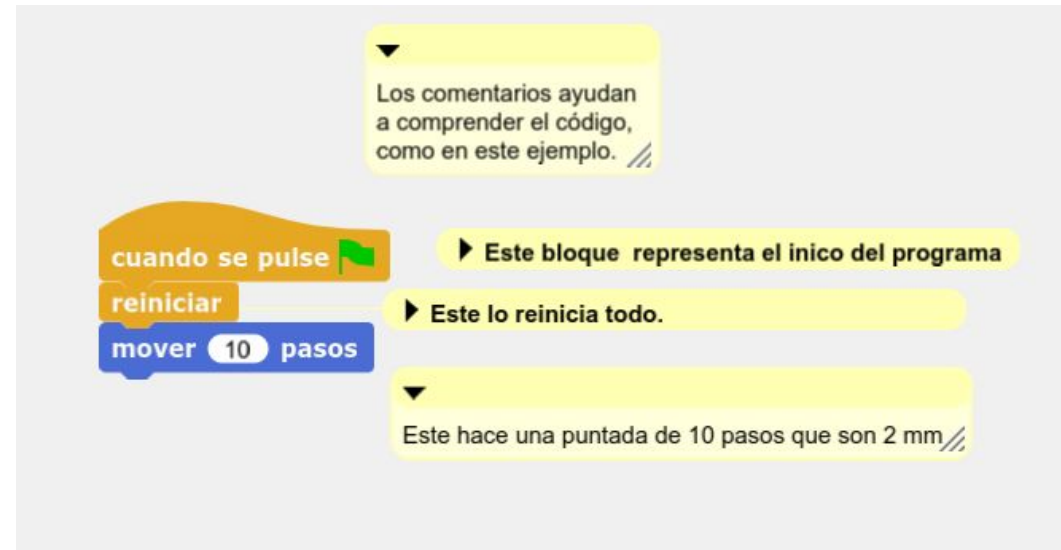 Los comentarios ayudan
a comprender el código,
como en este ejemplo.
cuando se pulse
Este bloque representa el inico del programa
reiniciar
Este lo reinicia todo.
mover 10 pasos
Este hace una puntada de 10 pasos que son 2 mm